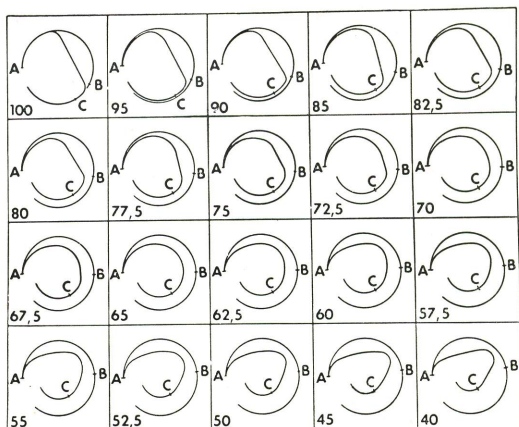 A B C 100
A B C 95
A B C 90
A B C 85
A B C 82,5
A B C 80
A B C 77,5
A B C 75
A B C 72,5
A B C 70
A B C 67,5
A B C 65
A B C 62,5
A B C 60
A B C 57,5
A B C 55
A B C 52,5
A B C 50
A B C 45
A B C 40